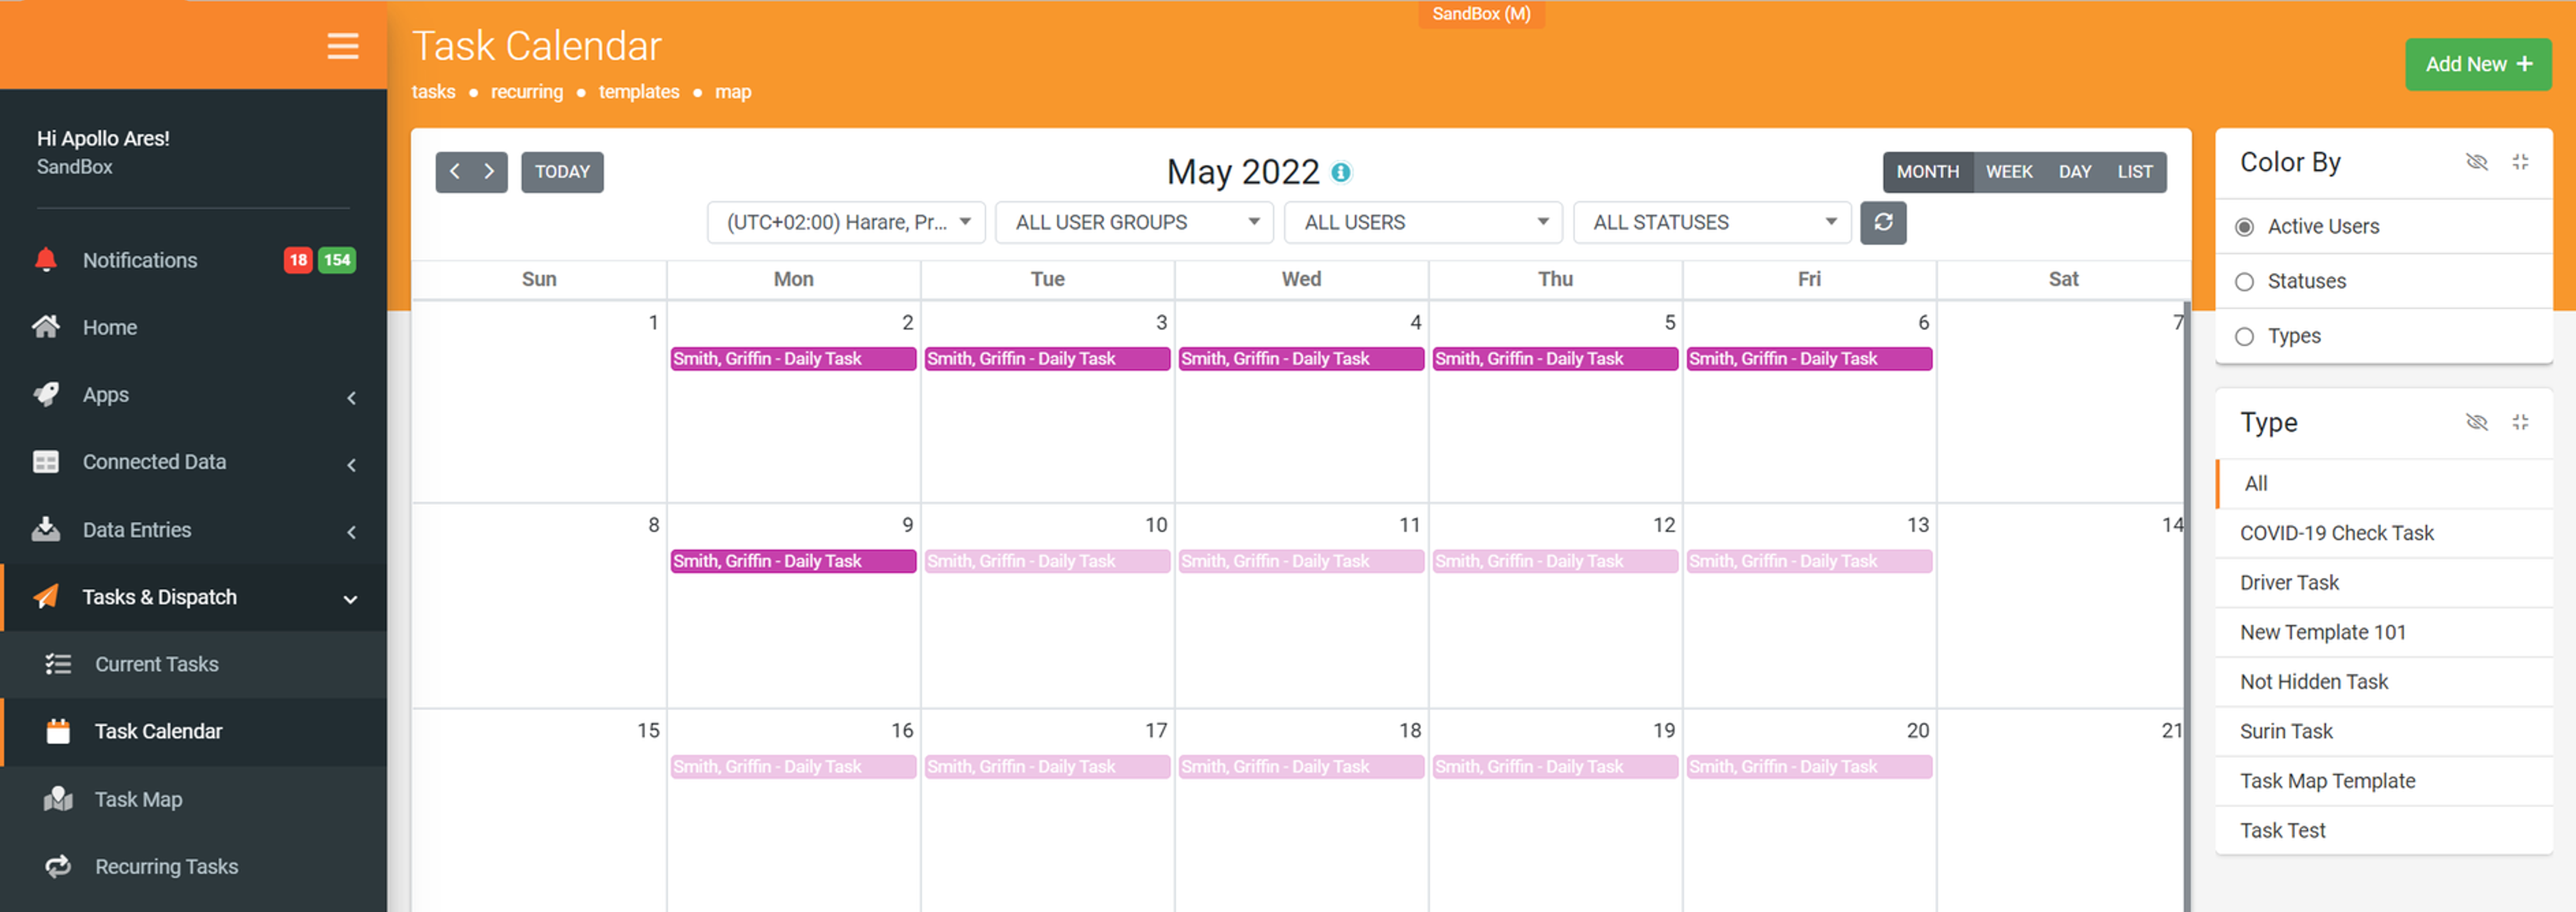 SandBox (M)
Task Calendar
tasks • recurring • templates • map
Add New +
Hi Apollo Ares!
SandBox
Notifications 18 154
Home
Apps
Connected Data
Data Entries
Tasks & Dispatch
Current Tasks
Task Calendar
Task Map
Recurring Tasks
TODAY
May 2022
MONTH WEEK DAY LIST
(UTC+02:00) Harare, Pr... ALL USER GROUPS ALL USERS ALL STATUSES
Sun Mon Tue Wed Thu Fri Sat
1 2 3 4 5 6 7
Smith, Griffin - Daily Task Smith, Griffin - Daily Task Smith, Griffin - Daily Task Smith, Griffin - Daily Task Smith, Griffin - Daily Task
8 9 10 11 12 13 14
Smith, Griffin - Daily Task Smith, Griffin - Daily Task Smith, Griffin - Daily Task Smith, Griffin - Daily Task Smith, Griffin - Daily Task
15 16 17 18 19 20 21
Smith, Griffin - Daily Task Smith, Griffin - Daily Task Smith, Griffin - Daily Task Smith, Griffin - Daily Task Smith, Griffin - Daily Task
Color By
Active Users
Statuses
Types
Type
All
COVID-19 Check Task
Driver Task
New Template 101
Not Hidden Task
Surin Task
Task Map Template
Task Test